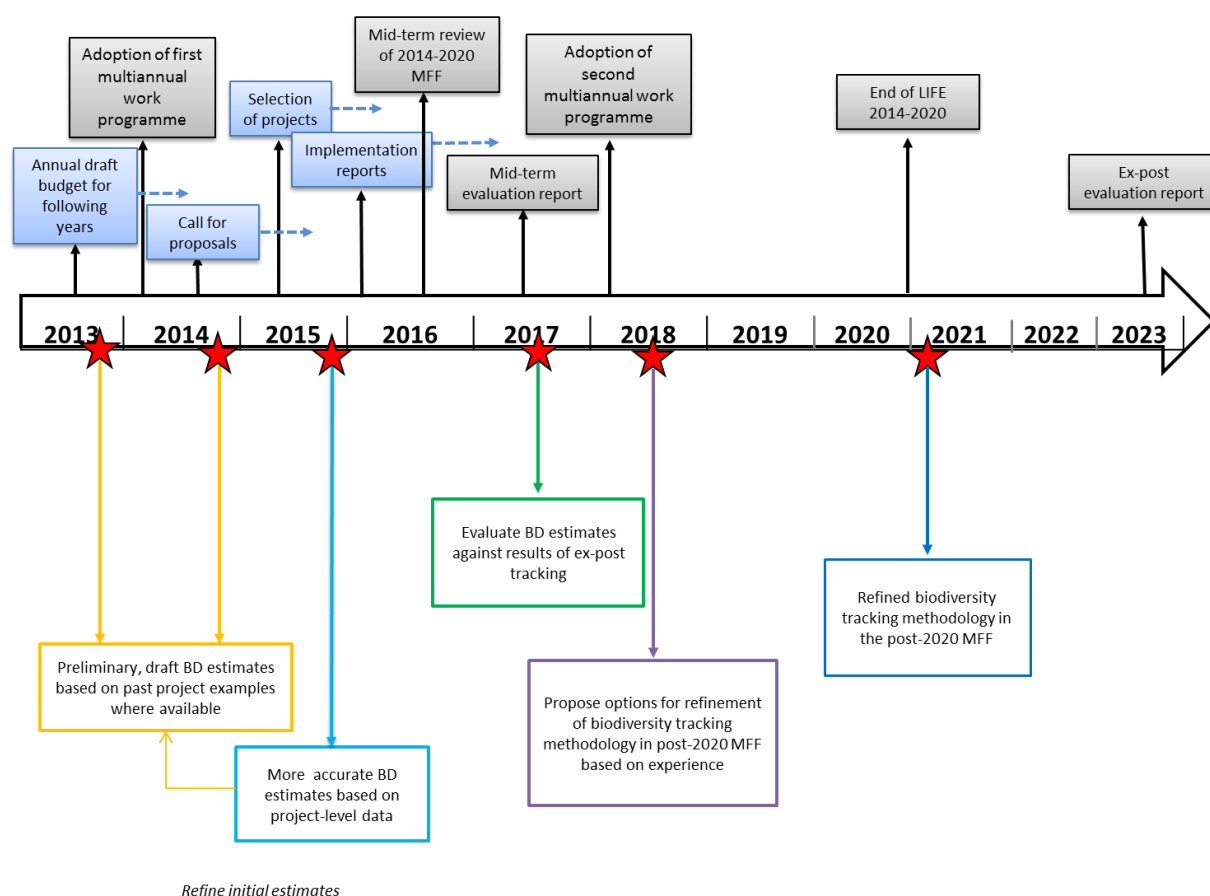 Adoption of first
multiannual
work
programme
Mid-term review
of 2014-2020
MFF
Adoption of
second
multiannual work
programme
Selection
of projects
End of LIFE
2014-2020
Annual draft
budget for
following
years
Implementation
reports
Mid-term
evaluation report
Ex-post
evaluation report
Call for
proposals
2013 2014 2015 2016 2017 2018 2019 2020 2021 2022 2023
Evaluate BD estimates
against results of ex-post
tracking
Refined biodiversity
tracking methodology in
the post-2020 MFF
Preliminary, draft BD estimates
based on past project examples
where available
Propose options for refinement
of biodiversity tracking
methodology in post-2020 MFF
based on experience
More accurate BD
estimates based on
project-level data
Refine initial estimates